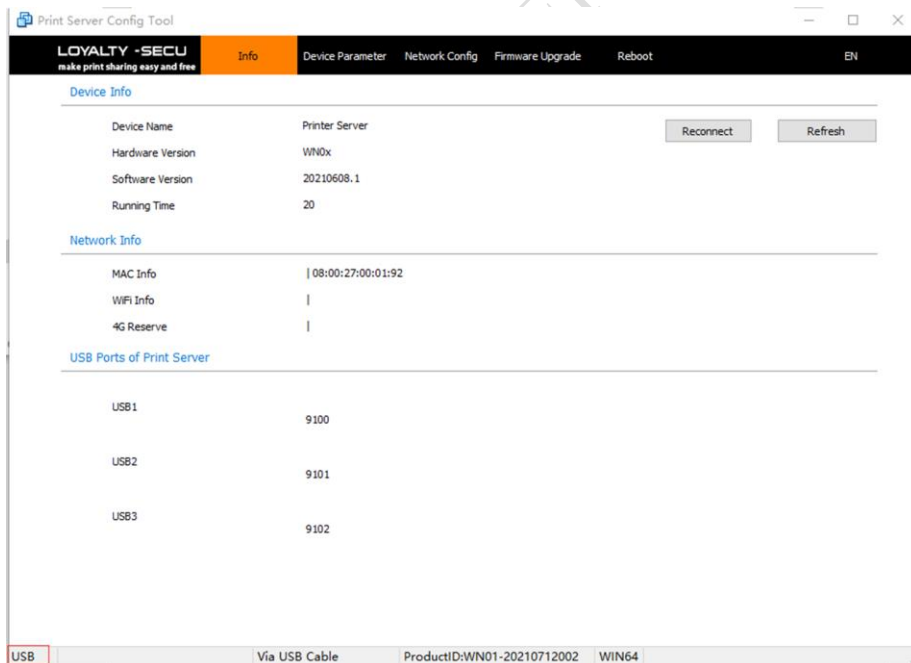 Print Server Config Tool
LOYALTY -SECU
make print sharing easy and free
Info Device Parameter Network Config Firmware Upgrade Reboot EN
Device Info
Device Name Printer Server Reconnect Refresh
Hardware Version WN0x
Software Version 20210608.1
Running Time 20
Network Info
MAC Info | 08:00:27:00:01:92
WiFi Info |
4G Reserve |
USB Ports of Print Server
USB1
9100
USB2
9101
USB3
9102
USB Via USB Cable ProductID:WN01-20210712002 WIN64